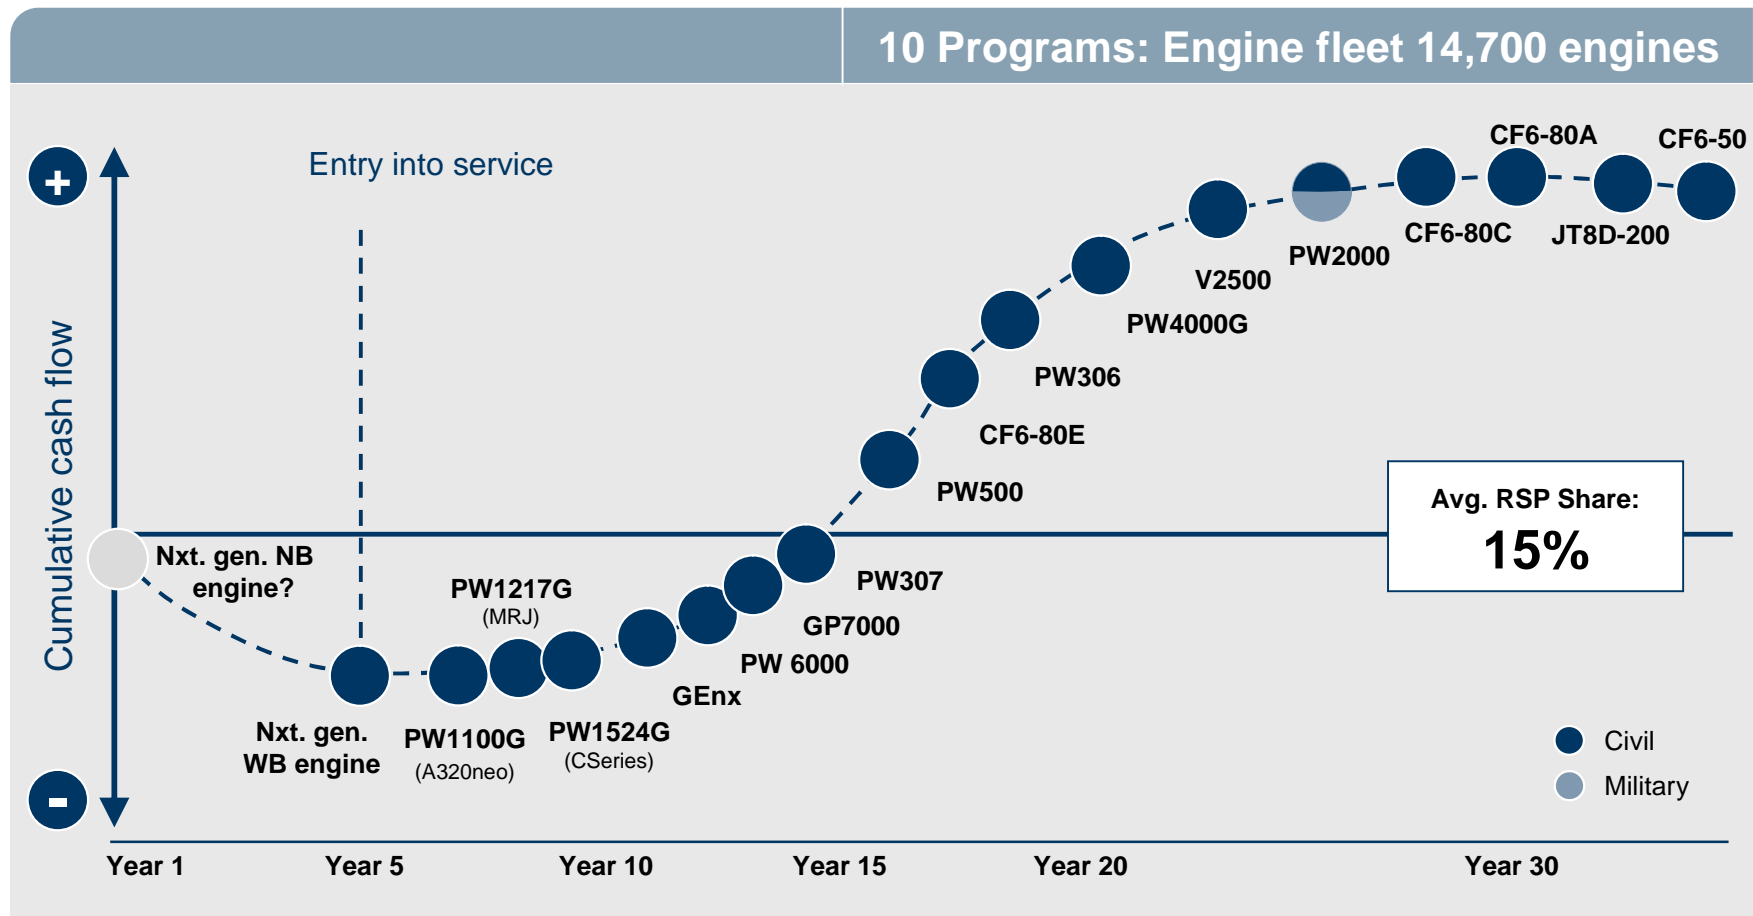 10 Programs: Engine fleet 14,700 engines
+
Entry into service
Cumulative cash flow
CF6-80A
CF6-50
CF6-80C
JT8D-200
PW2000
V2500
PW4000G
PW306
CF6-80E
PW500
Avg. RSP Share:
15%
Nxt. gen. NB
engine?
PW1217G
(MRJ)
PW307
GP7000
PW 6000
GEnx
Nxt. gen.
WB engine
PW1100G
(A320neo)
PW1524G
(CSeries)
-
Civil
Military
Year 1
Year 5
Year 10
Year 15
Year 20
Year 30